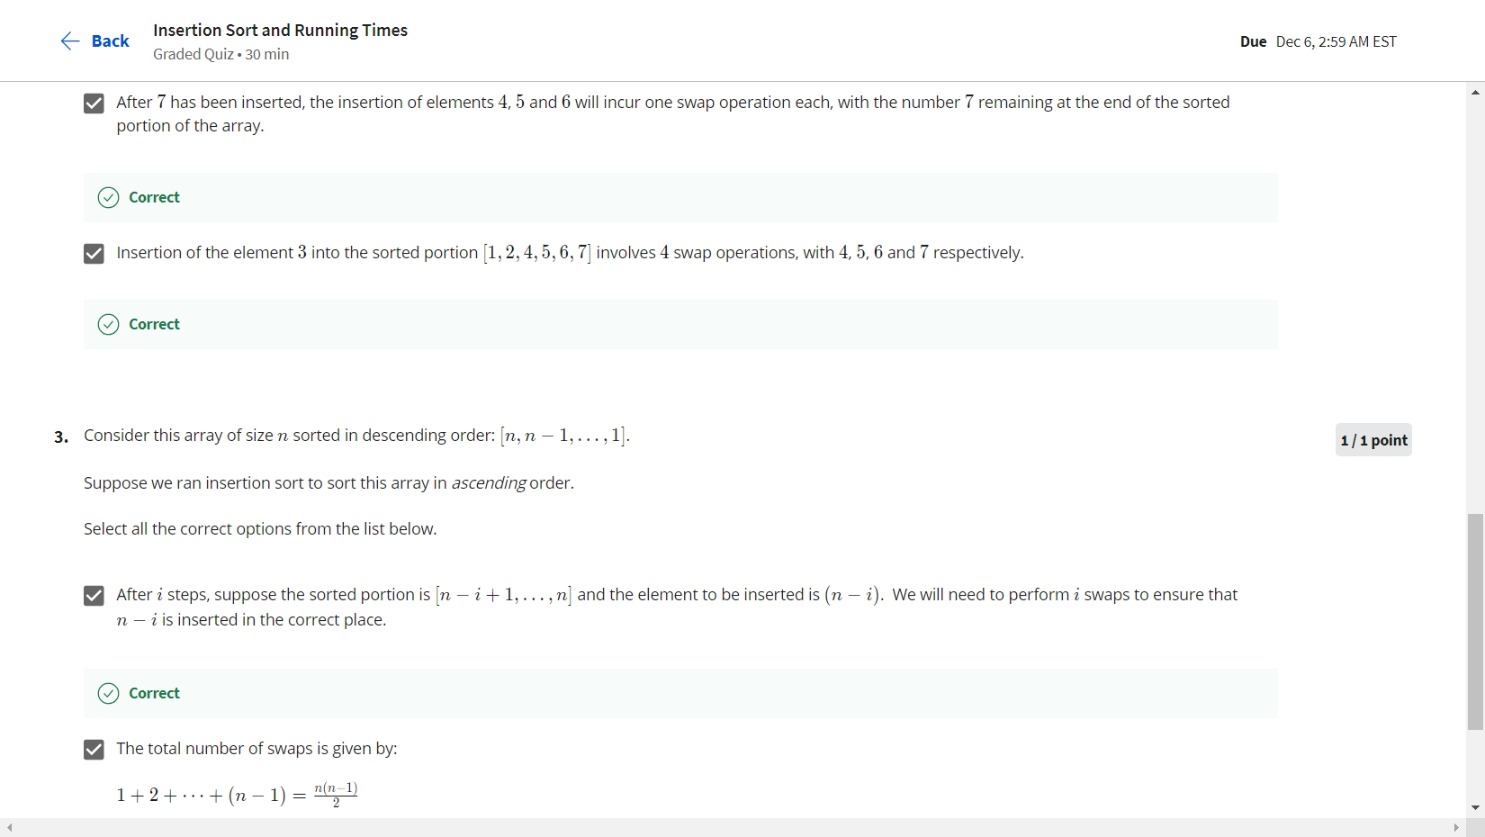 Back
Insertion Sort and Running Times
Graded Quiz • 30 min
Due Dec 6, 2:59 AM EST
After 7 has been inserted, the insertion of elements 4, 5 and 6 will incur one swap operation each, with the number 7 remaining at the end of the sorted
portion of the array.
Correct
Insertion of the element 3 into the sorted portion [1, 2, 4, 5, 6, 7] involves 4 swap operations, with 4, 5, 6 and 7 respectively.
Correct
3. Consider this array of size n sorted in descending order: [n, n − 1, . . . , 1].
1 / 1 point
Suppose we ran insertion sort to sort this array in ascending order.
Select all the correct options from the list below.
After i steps, suppose the sorted portion is [n − i + 1, . . . , n] and the element to be inserted is (n − i). We will need to perform i swaps to ensure that
n − i is inserted in the correct place.
Correct
The total number of swaps is given by:
1 + 2 + · · · + (n − 1) = n(n−1)/2